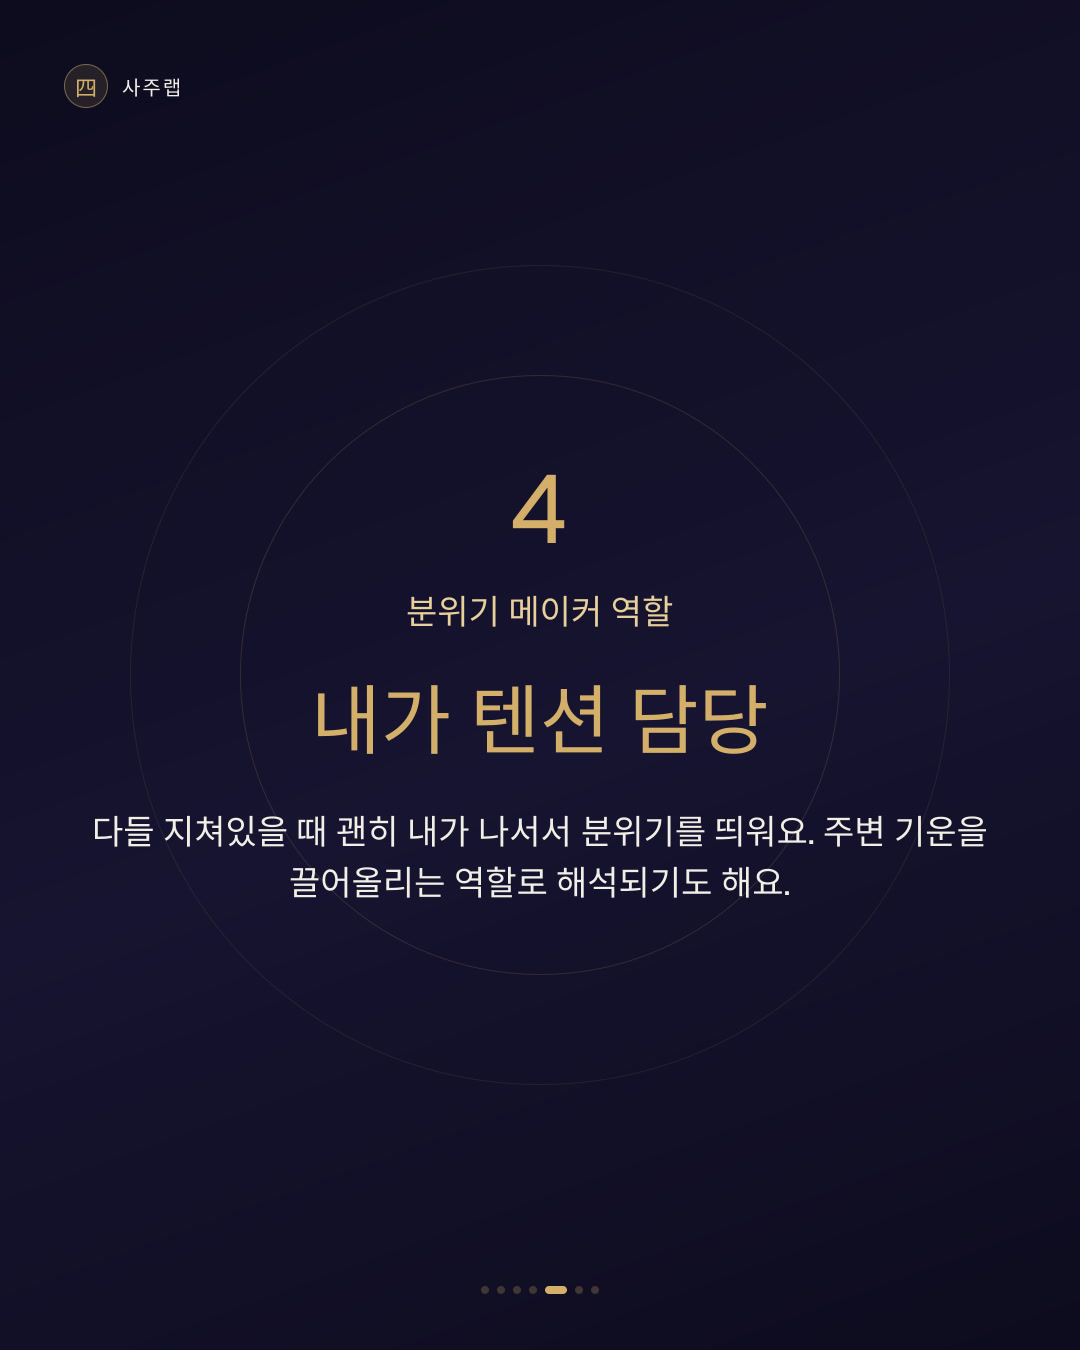 四 사주랩
4
분위기 메이커 역할
내가 텐션 담당
다들 지쳐있을 때 괜히 내가 나서서 분위기를 띄워요. 주변 기운을
끌어올리는 역할로 해석되기도 해요.